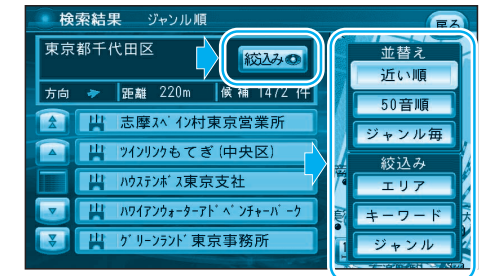 検索結果 ジャンル順
戻る
東京都千代田区
絞込み
方向 距離 220m 候補 1472 件
志摩スペイン村東京営業所
ツインリンクもてぎ(中央区)
ハウステンボス東京支社
ハワイアンウォーターアドベンチャーパーク
グリーンランド東京事務所
並替え
近い順
50音順
ジャンル毎
絞込み
エリア
キーワード
ジャンル